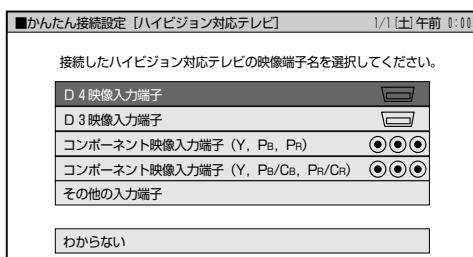 ■かんたん接続設定［ハイビジョン対応テレビ］ 1/1［土］午前 0:00
接続したハイビジョン対応テレビの映像端子名を選択してください。
D4映像入力端子
D3映像入力端子
コンポーネント映像入力端子（Y，PB，PR）
コンポーネント映像入力端子（Y，PB/CB，PR/CR）
その他の入力端子
わからない